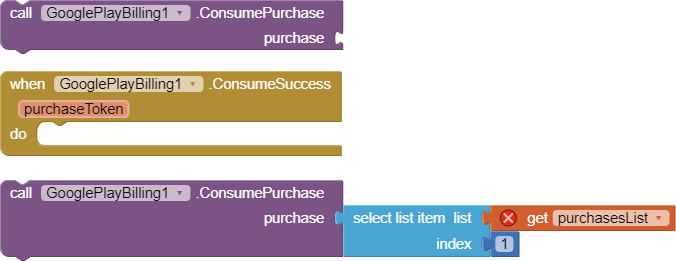 call GooglePlayBilling1 .ConsumePurchase
purchase
when GooglePlayBilling1 .ConsumeSuccess
purchaseToken
do
call GooglePlayBilling1 .ConsumePurchase
purchase select list item list get purchasesList
index 1